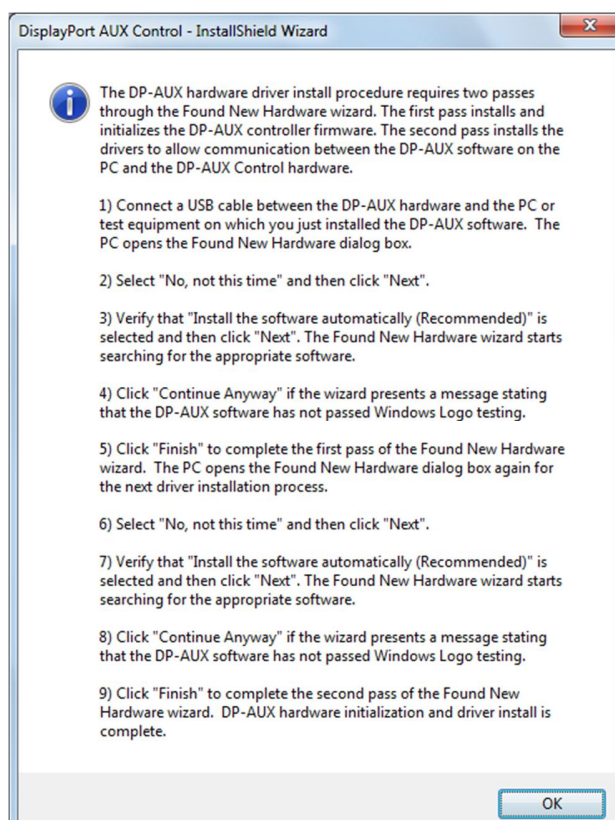 DisplayPort AUX Control - InstallShield Wizard
The DP-AUX hardware driver install procedure requires two passes
through the Found New Hardware wizard. The first pass installs and
initializes the DP-AUX controller firmware. The second pass installs the
drivers to allow communication between the DP-AUX software on the
PC and the DP-AUX Control hardware.
1) Connect a USB cable between the DP-AUX hardware and the PC or
test equipment on which you just installed the DP-AUX software.  The
PC opens the Found New Hardware dialog box.
2) Select "No, not this time" and then click "Next".
3) Verify that "Install the software automatically (Recommended)" is
selected and then click "Next". The Found New Hardware wizard starts
searching for the appropriate software.
4) Click "Continue Anyway" if the wizard presents a message stating
that the DP-AUX software has not passed Windows Logo testing.
5) Click "Finish" to complete the first pass of the Found New Hardware
wizard.  The PC opens the Found New Hardware dialog box again for
the next driver installation process.
6) Select "No, not this time" and then click "Next".
7) Verify that "Install the software automatically (Recommended)" is
selected and then click "Next". The Found New Hardware wizard starts
searching for the appropriate software.
8) Click "Continue Anyway" if the wizard presents a message stating
that the DP-AUX software has not passed Windows Logo testing.
9) Click "Finish" to complete the second pass of the Found New
Hardware wizard.  DP-AUX hardware initialization and driver install is
complete.
OK